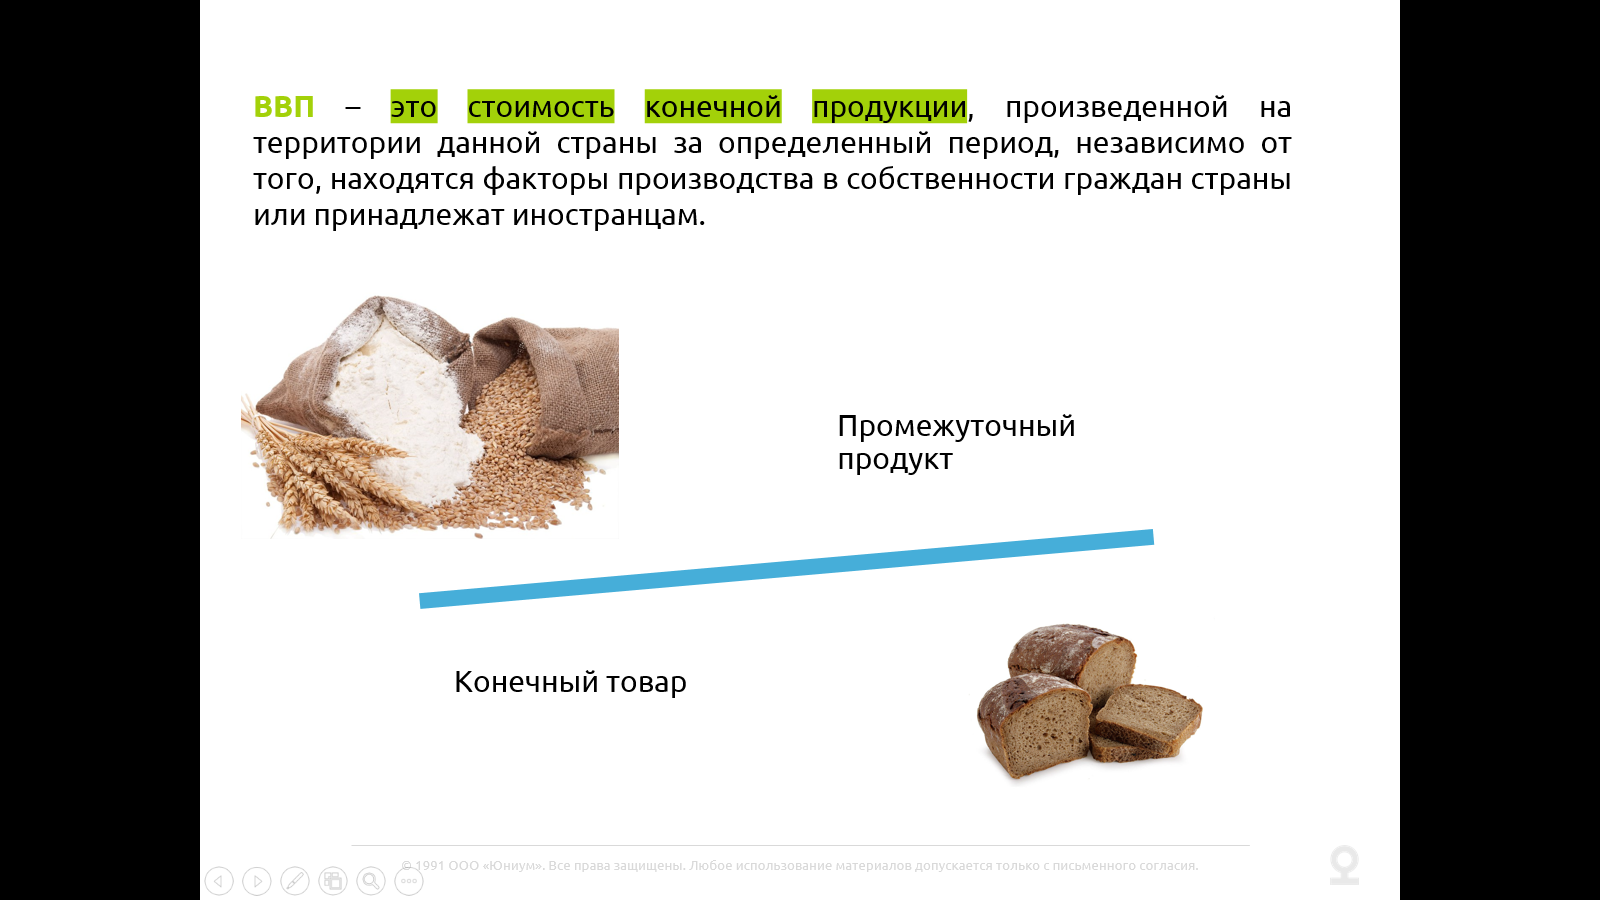 ВВП – это стоимость конечной продукции, произведенной на
территории данной страны за определенный период, независимо от
того, находятся факторы производства в собственности граждан страны
или принадлежат иностранцам.
Промежуточный
продукт
Конечный товар
© 1991 ООО «Юниум». Все права защищены. Любое использование материалов допускается только с письменного согласия.